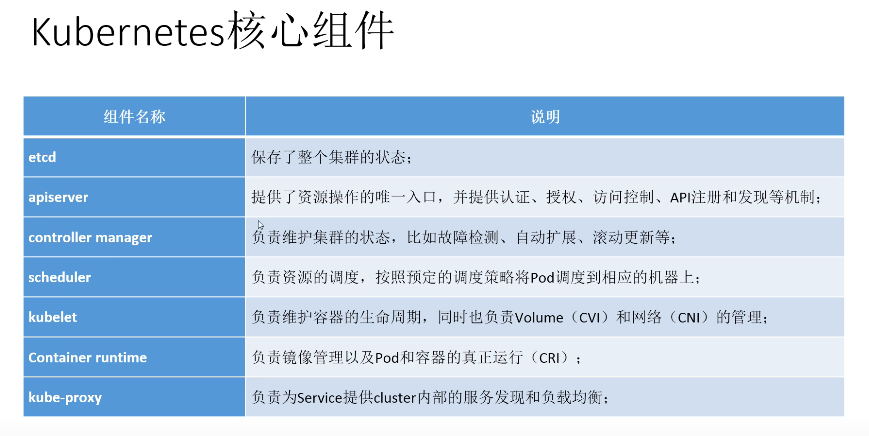 Kubernetes核心组件
组件名称 说明
etcd 保存了整个集群的状态；
apiserver 提供了资源操作的唯一入口，并提供认证、授权、访问控制、API注册和发现等机制；
controller manager 负责维护集群的状态，比如故障检测、自动扩展、滚动更新等；
scheduler 负责资源的调度，按照预定的调度策略将Pod调度到相应的机器上；
kubelet 负责维护容器的生命周期，同时也负责Volume（CVI）和网络（CNI）的管理；
Container runtime 负责镜像管理以及Pod和容器的真正运行（CRI）；
kube-proxy 负责为Service提供cluster内部的服务发现和负载均衡；